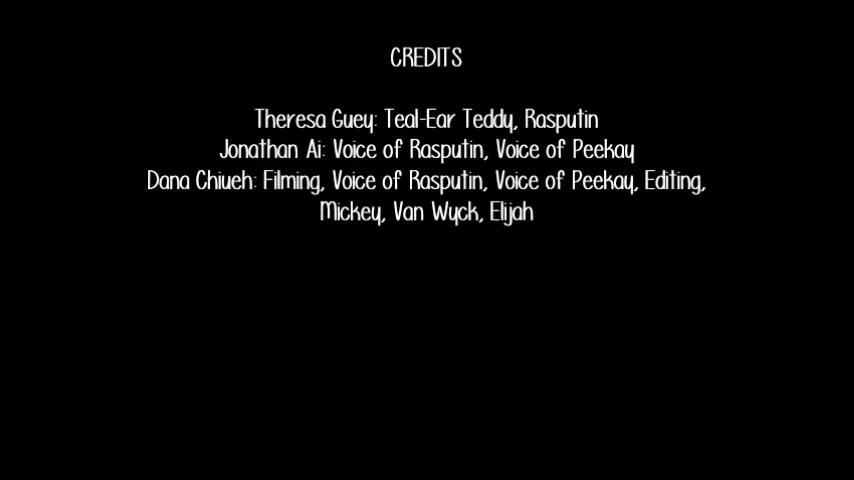 CREDITS
Theresa Guey: Teal-Ear Teddy, Rasputin
Jonathan Ai: Voice of Rasputin, Voice of Peekay
Dana Chiueh: Filming, Voice of Rasputin, Voice of Peekay, Editing,
Mickey, Van Wyck, Elijah